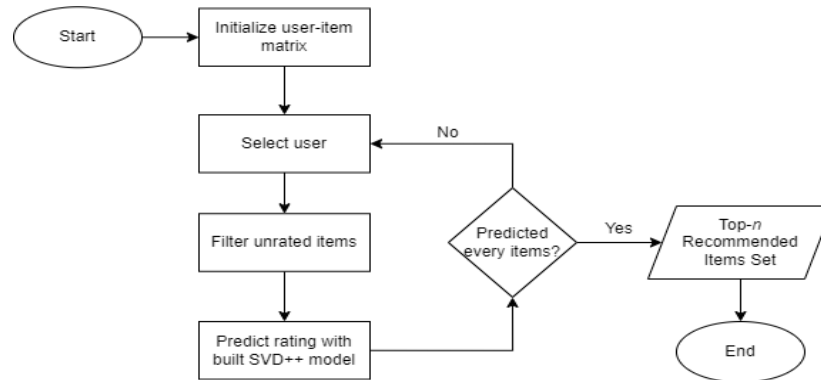 Start
Initialize user-item
matrix
Select user
No
Filter unrated items
Predicted
every items?
Yes
Top-n
Recommended
Items Set
Predict rating with
built SVD++ model
End